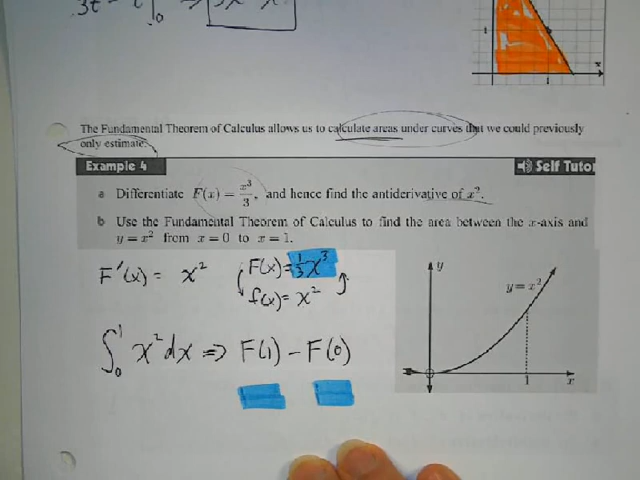 The Fundamental Theorem of Calculus allows us to calculate areas under curves that we could previously
only estimate.
Example 4
Self Tutor
a Differentiate F(x) = x³/3, and hence find the antiderivative of x².
b Use the Fundamental Theorem of Calculus to find the area between the x-axis and
y = x² from x = 0 to x = 1.
F'(x) = x²
F(x) = 1/3 x³
f(x) = x²
∫₀¹ x² dx ⇒ F(1) − F(0)
y
y = x²
1
x